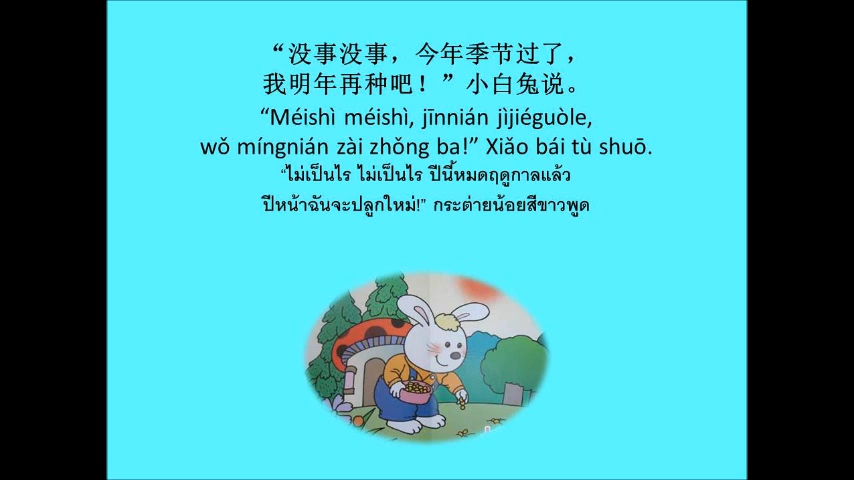 “没事没事，今年季节过了，
我明年再种吧！”小白兔说。
“Méishì méishì, jīnnián jìjiéguòle,
wǒ míngnián zài zhǒng ba!” Xiǎo bái tù shuō.
“ไม่เป็นไร ไม่เป็นไร ปีนี้หมดฤดูกาลแล้ว
ปีหน้าฉันจะปลูกใหม่!” กระต่ายน้อยสีขาวพูด